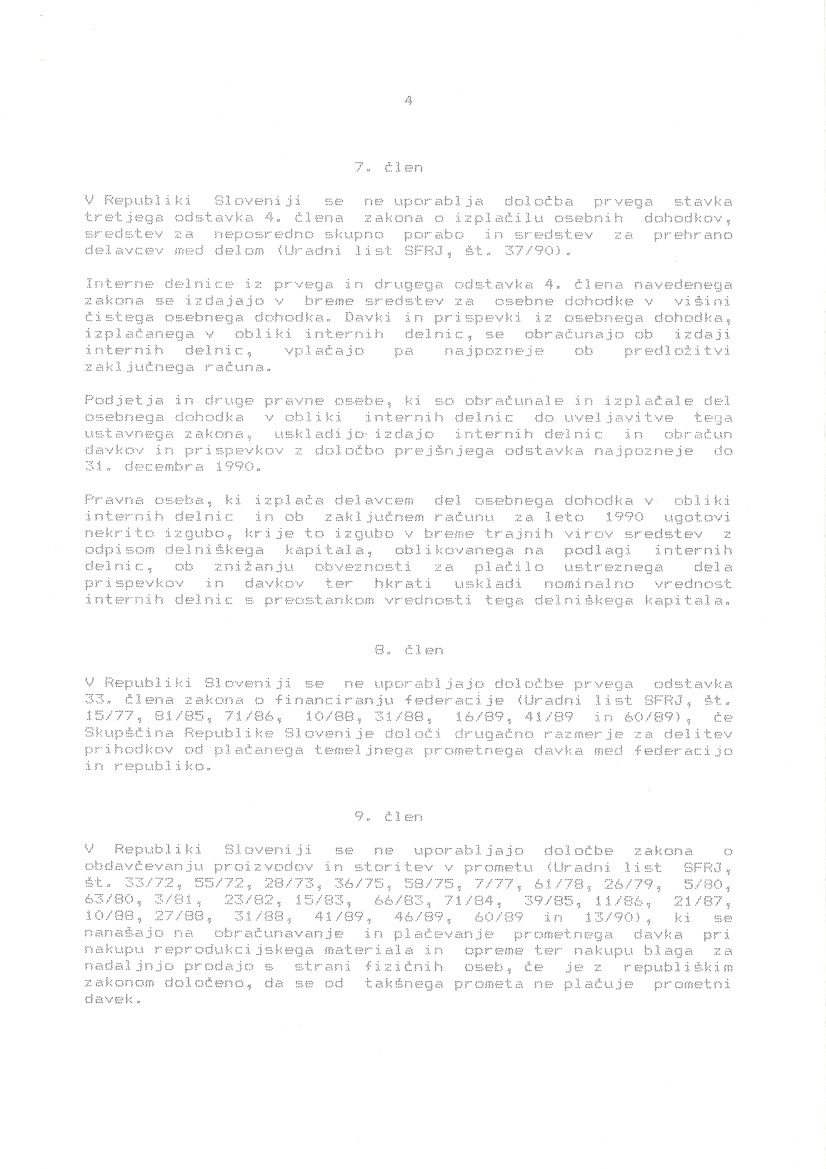 4
7. člen
V Republiki Sloveniji se ne uporablja določba prvega stavka
tretjega odstavka 4. člena zakona o izplačilu osebnih dohodkov,
sredstev za neposredno skupno porabo in sredstev za prehrano
delavcev med delom (Uradni list SFRJ, št. 37/90).
Interne delnice iz prvega in drugega odstavka 4. člena navedenega
zakona se izdajajo v breme sredstev za osebne dohodke v višini
čistega osebnega dohodka. Davki in prispevki iz osebnega dohodka,
izplačanega v obliki internih delnic, se obračunajo ob izdaji
internih delnic, vplačajo pa najpozneje ob predložitvi
zaključnega računa.
Podjetja in druge pravne osebe, ki so obračunale in izplačale del
osebnega dohodka v obliki internih delnic do uveljavitve tega
ustavnega zakona, uskladijo izdajo internih delnic in obračun
davkov in prispevkov z določbo prejšnjega odstavka najpozneje do
31. decembra 1990.
Pravna oseba, ki izplača delavcem del osebnega dohodka v obliki
internih delnic in ob zaključnem računu za leto 1990 ugotovi
nekrito izgubo, krije to izgubo v breme trajnih virov sredstev z
odpisom delniškega kapitala, oblikovanega na podlagi internih
delnic, ob znižanju obveznosti za plačilo ustreznega dela
prispevkov in davkov ter hkrati uskladi nominalno vrednost
internih delnic s preostankom vrednosti tega delniškega kapitala.
8. člen
V Republiki Sloveniji se ne uporabljajo določbe prvega odstavka
33. člena zakona o financiranju federacije (Uradni list SFRJ, št.
15/77, 81/85, 71/86, 10/88, 31/88, 16/89, 41/89 in 60/89), če
Skupščina Republike Slovenije določi drugačno razmerje za delitev
prihodkov od plačanega temeljnega prometnega davka med federacijo
in republiko.
9. člen
V Republiki Sloveniji se ne uporabljajo določbe zakona o
obdavčevanju proizvodov in storitev v prometu (Uradni list SFRJ,
št. 33/72, 55/72, 28/73, 36/75, 58/75, 7/77, 61/78, 26/79, 5/80,
63/80, 3/81, 23/82, 15/83, 66/83, 71/84, 39/85, 11/86, 21/87,
10/88, 27/88, 31/88, 41/89, 46/89, 60/89 in 13/90), ki se
nanašajo na obračunavanje in plačevanje prometnega davka pri
nakupu reprodukcijskega materiala in opreme ter nakupu blaga za
nadaljnjo prodajo s strani fizičnih oseb, če je z republiškim
zakonom določeno, da se od takšnega prometa ne plačuje prometni
davek.